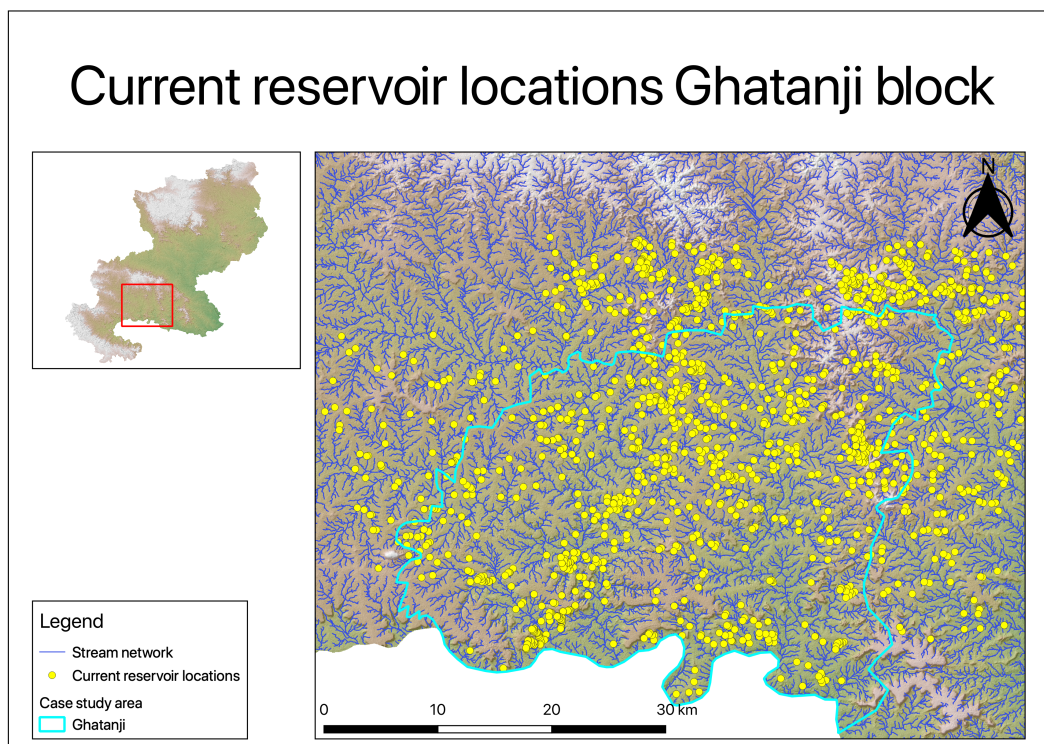 Current reservoir locations Ghatanji block
N
Legend
Stream network
Current reservoir locations
Case study area
Ghatanji
0 10 20 30 km